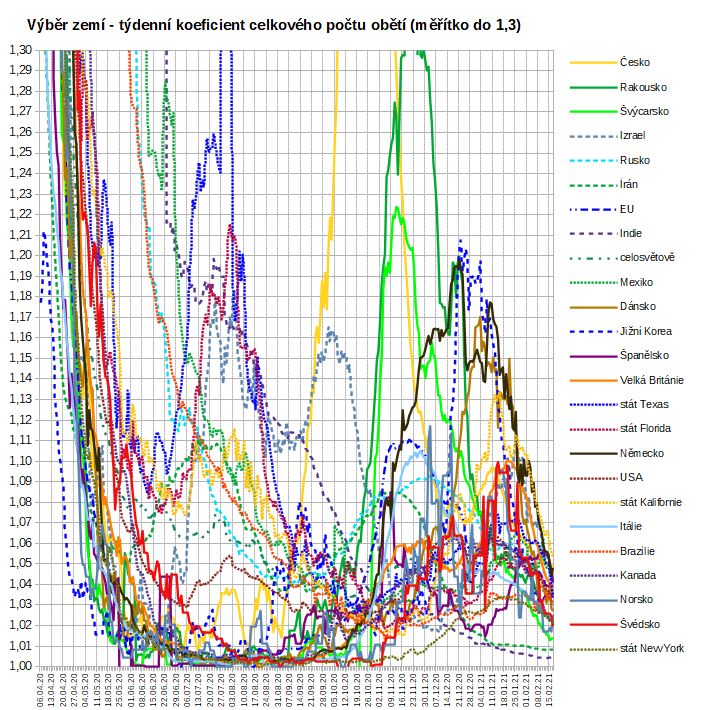 Výběr zemí - týdenní koeficient celkového počtu obětí (měřítko do 1,3)
1,30
1,29
1,28
1,27
1,26
1,25
1,24
1,23
1,22
1,21
1,20
1,19
1,18
1,17
1,16
1,15
1,14
1,13
1,12
1,11
1,10
1,09
1,08
1,07
1,06
1,05
1,04
1,03
1,02
1,01
1,00
06.04.20
13.04.20
20.04.20
27.04.20
04.05.20
11.05.20
18.05.20
25.05.20
01.06.20
08.06.20
15.06.20
22.06.20
29.06.20
06.07.20
13.07.20
20.07.20
27.07.20
03.08.20
10.08.20
17.08.20
24.08.20
31.08.20
07.09.20
14.09.20
21.09.20
28.09.20
05.10.20
12.10.20
19.10.20
26.10.20
02.11.20
09.11.20
16.11.20
23.11.20
30.11.20
07.12.20
14.12.20
21.12.20
28.12.20
04.01.21
11.01.21
18.01.21
25.01.21
01.02.21
08.02.21
15.02.21
Česko
Rakousko
Švýcarsko
Izrael
Rusko
Írán
EU
Indie
celosvětově
Mexiko
Dánsko
Jižní Korea
Španělsko
Velká Británie
stát Texas
stát Florida
Německo
USA
stát Kalifornie
Itálie
Brazílie
Kanada
Norsko
Švédsko
stát NewYork